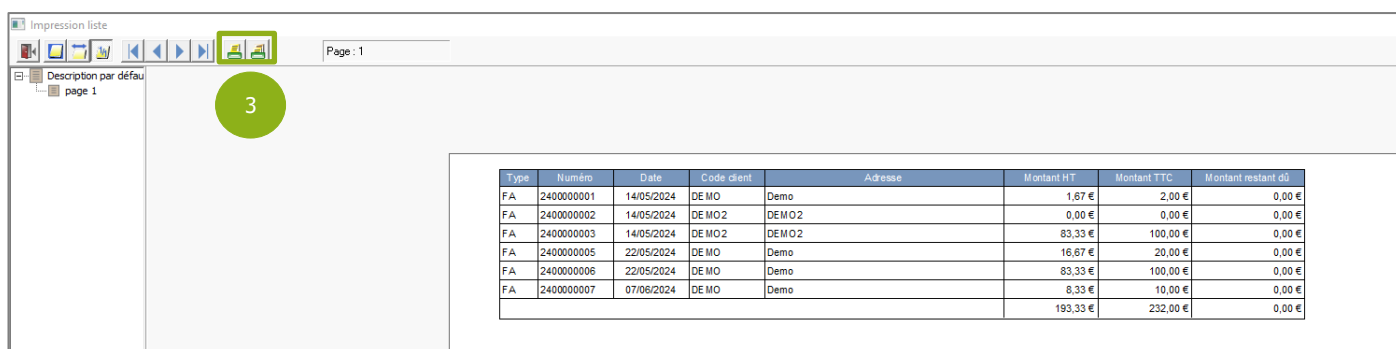 Impression liste
Page : 1
Description par défau
page 1
3
Type Numéro Date Code client Adresse Montant HT Montant TTC Montant restant dû
FA 2400000001 14/05/2024 DEMO Demo 1,67 € 2,00 € 0,00 €
FA 2400000002 14/05/2024 DEMO2 DEMO2 0,00 € 0,00 € 0,00 €
FA 2400000003 14/05/2024 DEMO2 DEMO2 83,33 € 100,00 € 0,00 €
FA 2400000005 22/05/2024 DEMO Demo 16,67 € 20,00 € 0,00 €
FA 2400000006 22/05/2024 DEMO Demo 83,33 € 100,00 € 0,00 €
FA 2400000007 07/06/2024 DEMO Demo 8,33 € 10,00 € 0,00 €
193,33 € 232,00 € 0,00 €